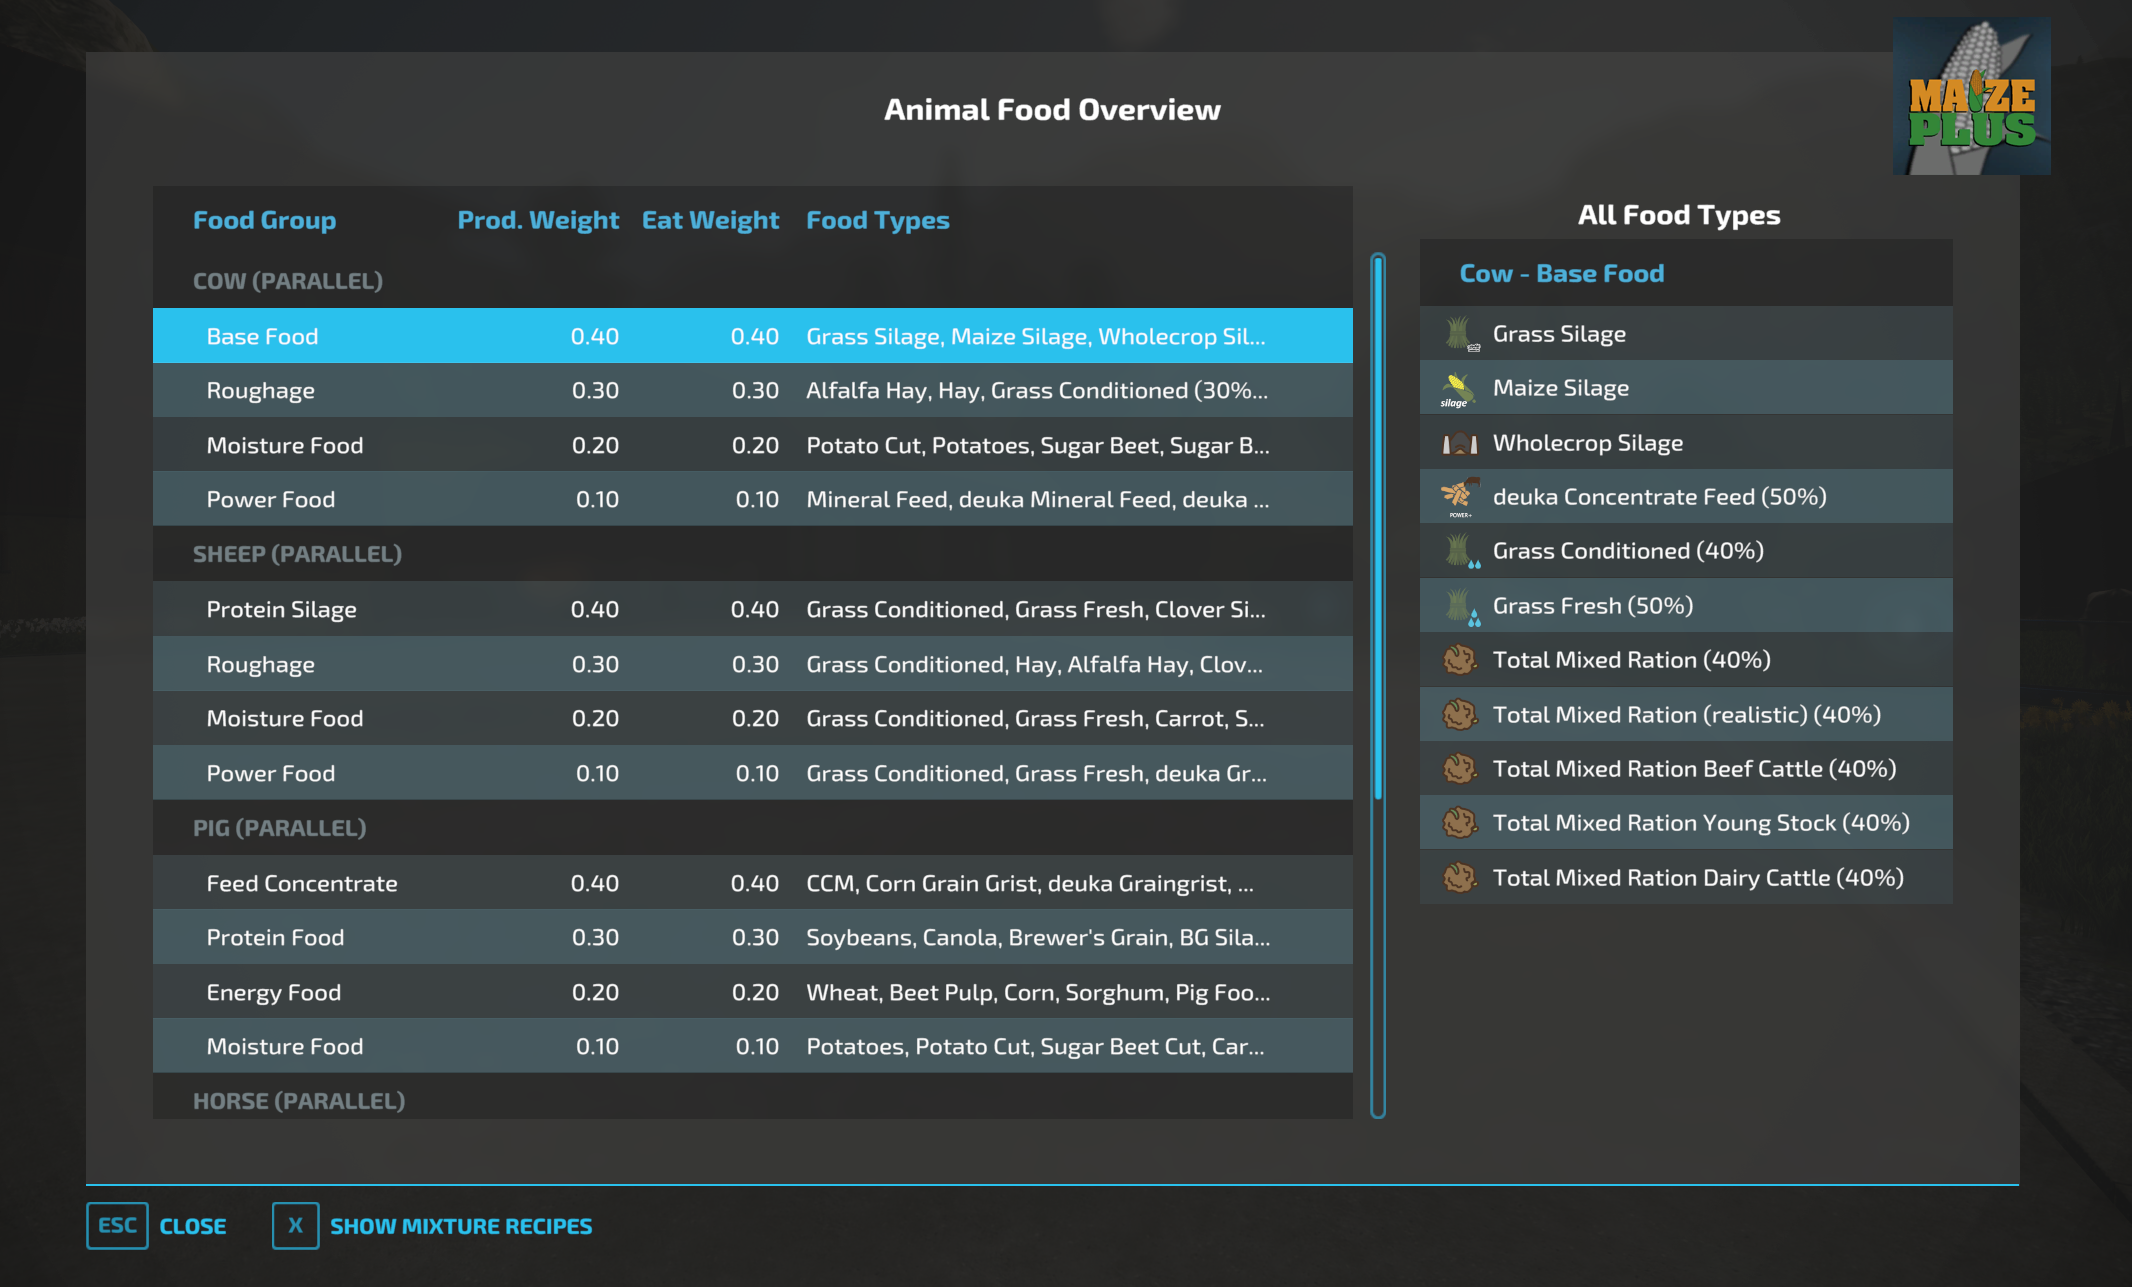 MAIZE
PLUS
Animal Food Overview
Food Group Prod. Weight Eat Weight Food Types
COW (PARALLEL)
Base Food 0.40 0.40 Grass Silage, Maize Silage, Wholecrop Sil...
Roughage 0.30 0.30 Alfalfa Hay, Hay, Grass Conditioned (30%...
Moisture Food 0.20 0.20 Potato Cut, Potatoes, Sugar Beet, Sugar B...
Power Food 0.10 0.10 Mineral Feed, deuka Mineral Feed, deuka ...
SHEEP (PARALLEL)
Protein Silage 0.40 0.40 Grass Conditioned, Grass Fresh, Clover Si...
Roughage 0.30 0.30 Grass Conditioned, Hay, Alfalfa Hay, Clov...
Moisture Food 0.20 0.20 Grass Conditioned, Grass Fresh, Carrot, S...
Power Food 0.10 0.10 Grass Conditioned, Grass Fresh, deuka Gr...
PIG (PARALLEL)
Feed Concentrate 0.40 0.40 CCM, Corn Grain Grist, deuka Graingrist, ...
Protein Food 0.30 0.30 Soybeans, Canola, Brewer's Grain, BG Sila...
Energy Food 0.20 0.20 Wheat, Beet Pulp, Corn, Sorghum, Pig Foo...
Moisture Food 0.10 0.10 Potatoes, Potato Cut, Sugar Beet Cut, Car...
HORSE (PARALLEL)
All Food Types
Cow - Base Food
Grass Silage
silage Maize Silage
Wholecrop Silage
deuka Concentrate Feed (50%)
POWER+
Grass Conditioned (40%)
Grass Fresh (50%)
Total Mixed Ration (40%)
Total Mixed Ration (realistic) (40%)
Total Mixed Ration Beef Cattle (40%)
Total Mixed Ration Young Stock (40%)
Total Mixed Ration Dairy Cattle (40%)
ESC CLOSE X SHOW MIXTURE RECIPES